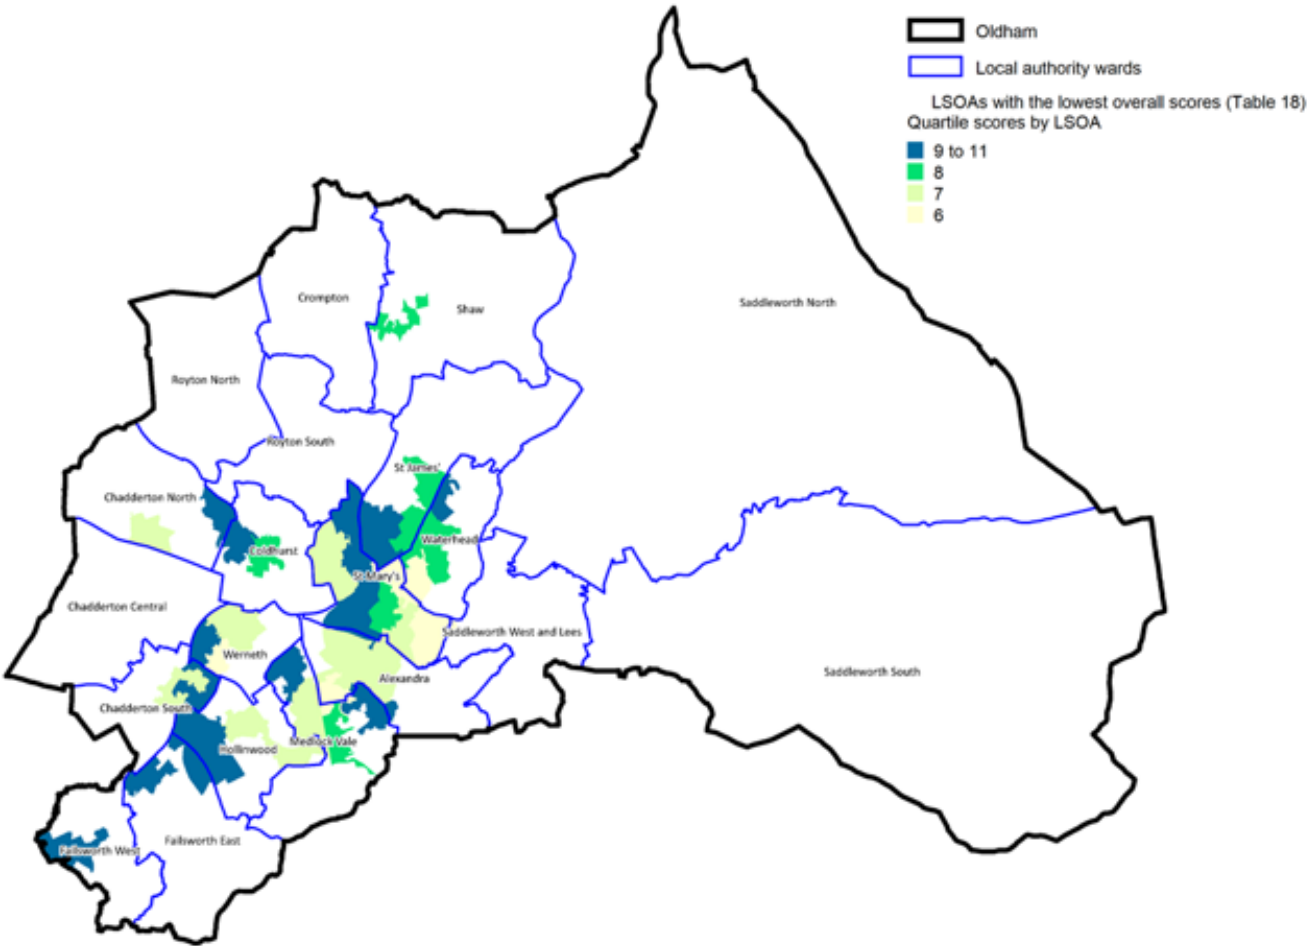 Oldham
Local authority wards
LSOAs with the lowest overall scores (Table 18)
Quartile scores by LSOA
9 to 11
8
7
6
Crompton
Shaw
Saddleworth North
Royton North
Royton South
St James'
Chadderton North
Waterhead
Coldhurst
St Mary's
Chadderton Central
Saddleworth West and Lees
Werneth
Saddleworth South
Alexandra
Chadderton South
Medlock Vale
Hollinwood
Failsworth East
Failsworth West